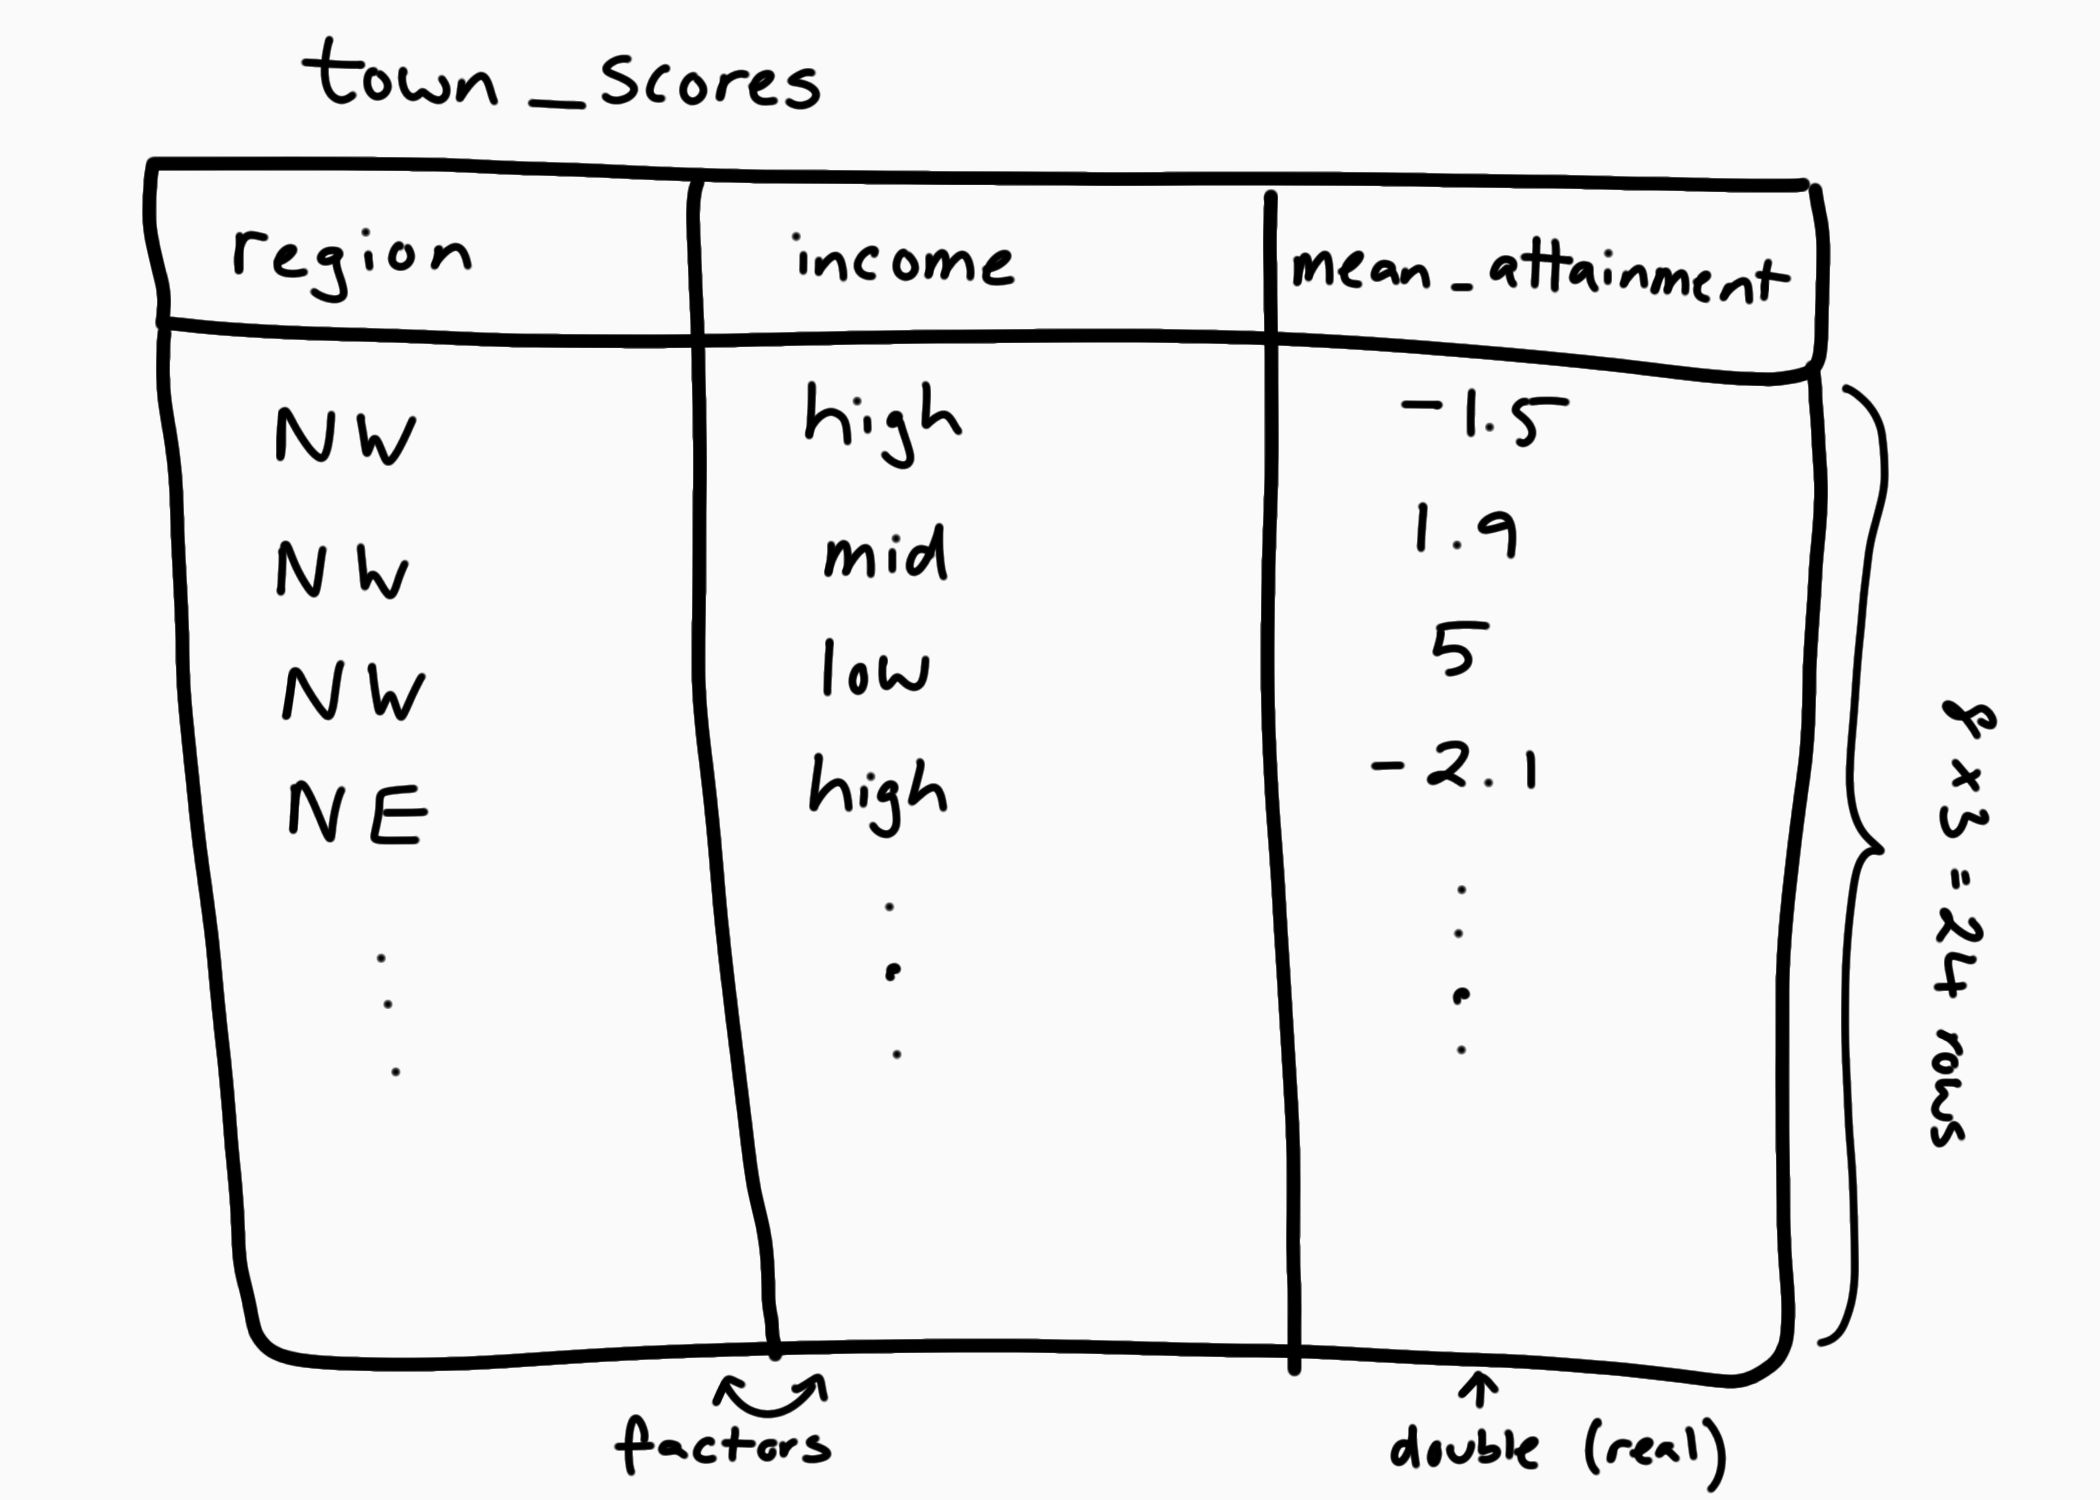 town_scores
region income mean_attainment
NW high -1.5
NW mid 1.9
NW low 5
NE high -2.1
8 x 3 = 24 rows
factors double (real)